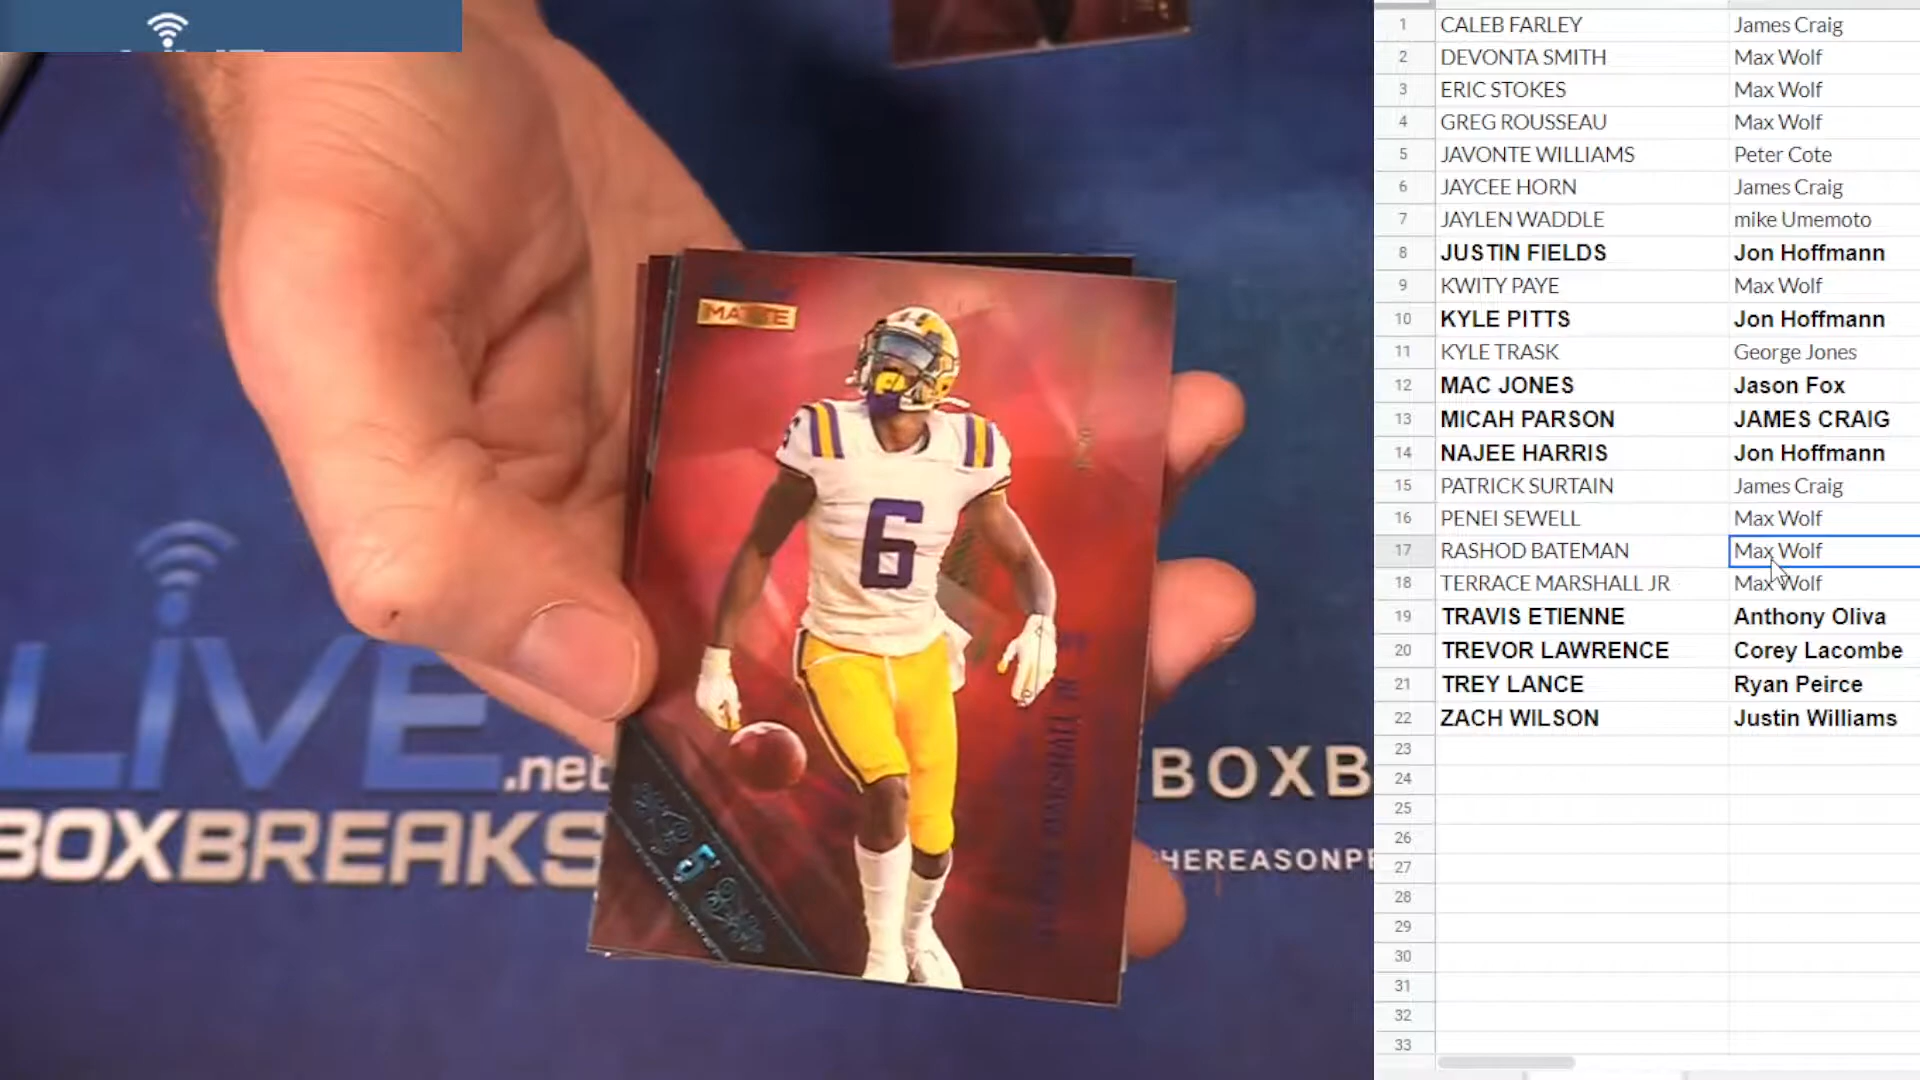 MATTE
6
6
5
LiVE
.net
BOXBREAKS
BOXB
HEREASONPR
1 CALEB FARLEY James Craig
2 DEVONTA SMITH Max Wolf
3 ERIC STOKES Max Wolf
4 GREG ROUSSEAU Max Wolf
5 JAVONTE WILLIAMS Peter Cote
6 JAYCEE HORN James Craig
7 JAYLEN WADDLE mike Umemoto
8 JUSTIN FIELDS Jon Hoffmann
9 KWITY PAYE Max Wolf
10 KYLE PITTS Jon Hoffmann
11 KYLE TRASK George Jones
12 MAC JONES Jason Fox
13 MICAH PARSON JAMES CRAIG
14 NAJEE HARRIS Jon Hoffmann
15 PATRICK SURTAIN James Craig
16 PENEI SEWELL Max Wolf
17 RASHOD BATEMAN Max Wolf
18 TERRACE MARSHALL JR Max Wolf
19 TRAVIS ETIENNE Anthony Oliva
20 TREVOR LAWRENCE Corey Lacombe
21 TREY LANCE Ryan Peirce
22 ZACH WILSON Justin Williams
23
24
25
26
27
28
29
30
31
32
33